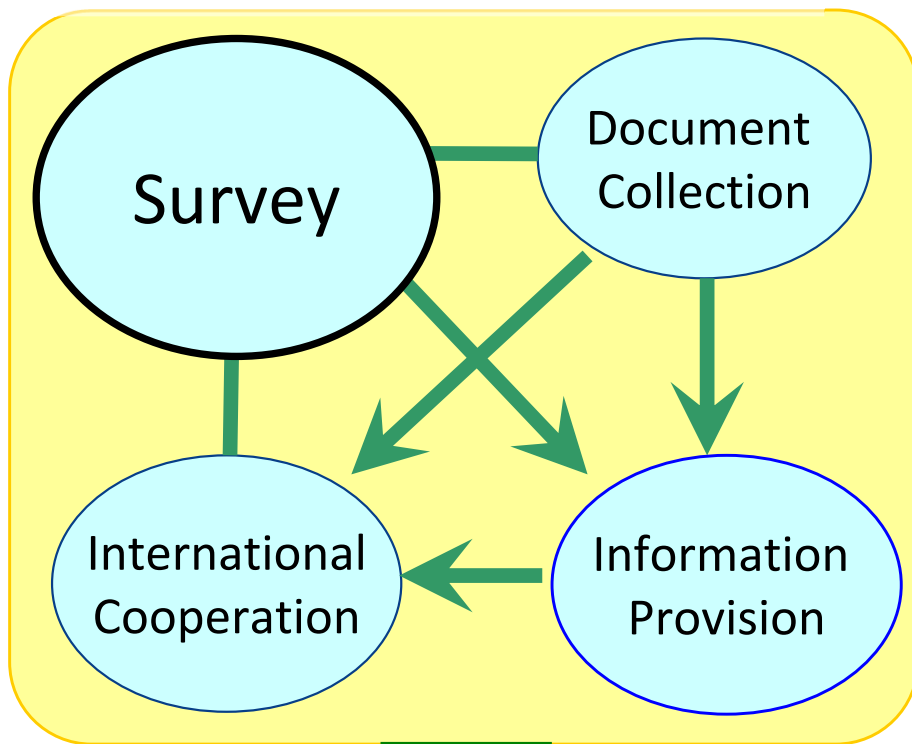 Survey
Document
Collection
International
Cooperation
Information
Provision